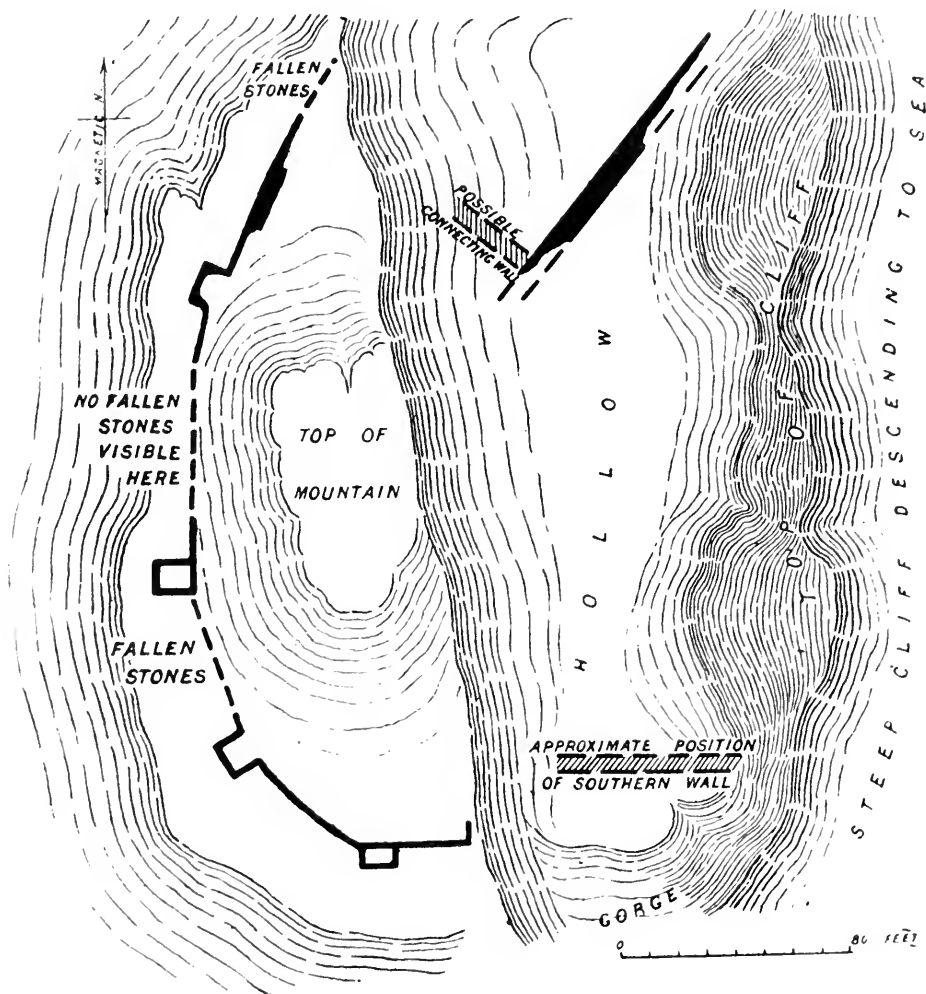 FALLEN
STONES
MAGNETIC N.
POSSIBLE
CONNECTING WALL
STEEP CLIFF DESCENDING TO SEA
TOP OF CLIFF
HOLLOW
NO FALLEN
STONES
VISIBLE
HERE
TOP OF
MOUNTAIN
FALLEN
STONES
APPROXIMATE POSITION
OF SOUTHERN WALL
GORGE
0 80 FEET